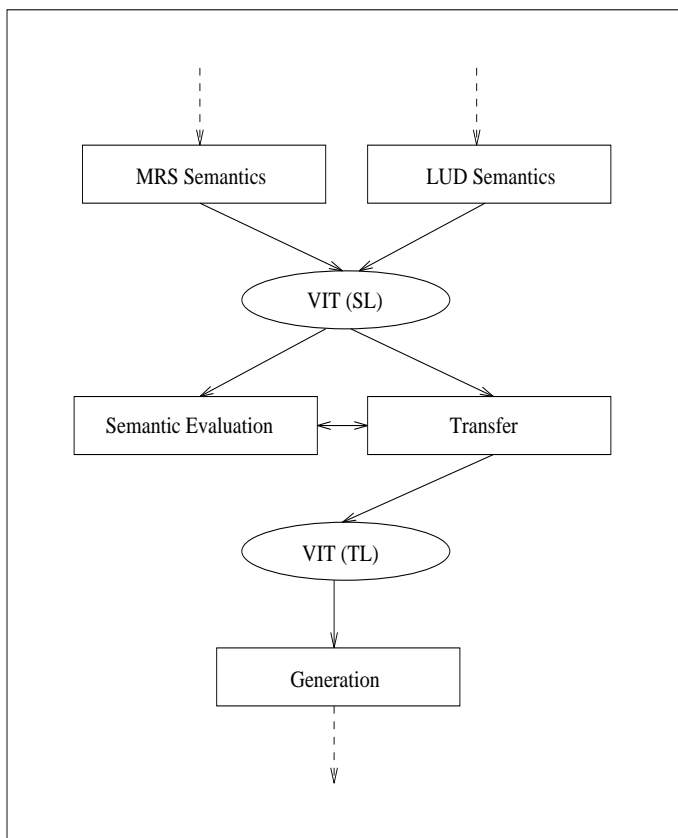 MRS Semantics
LUD Semantics
VIT (SL)
Semantic Evaluation
Transfer
VIT (TL)
Generation